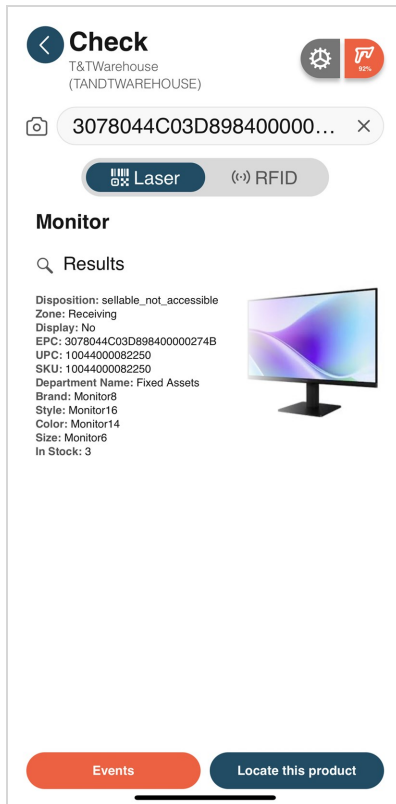 Check
T&TWarehouse
(TANDTWAREHOUSE)
92%
3078044C03D898400000...
Laser
RFID
Monitor
Results
Disposition: sellable_not_accessible
Zone: Receiving
Display: No
EPC: 3078044C03D898400000274B
UPC: 10044000082250
SKU: 10044000082250
Department Name: Fixed Assets
Brand: Monitor8
Style: Monitor16
Color: Monitor14
Size: Monitor6
In Stock: 3
Events
Locate this product